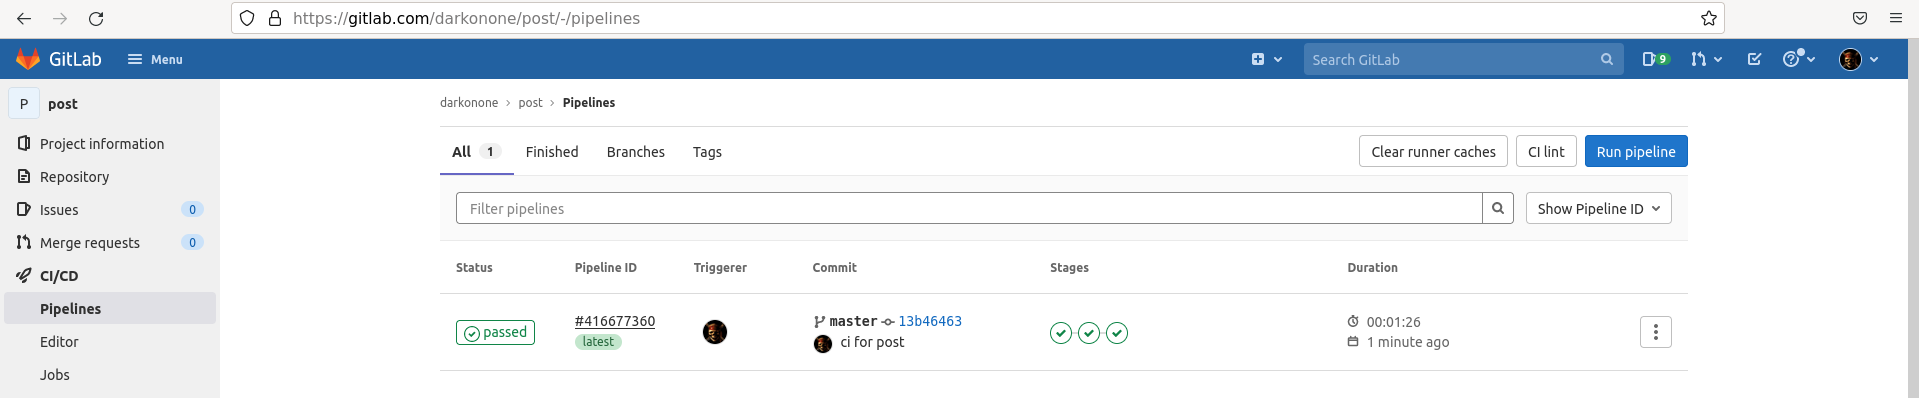 https://gitlab.com/darkonone/post/-/pipelines
GitLab Menu Search GitLab 9
P post
darkonone › post › Pipelines
Project information
All 1 Finished Branches Tags Clear runner caches CI lint Run pipeline
Repository
Issues 0
Filter pipelines Show Pipeline ID
Merge requests 0
CI/CD
Status Pipeline ID Triggerer Commit Stages Duration
Pipelines
passed #416677360 master 13b46463 00:01:26
latest ci for post 1 minute ago
Editor
Jobs